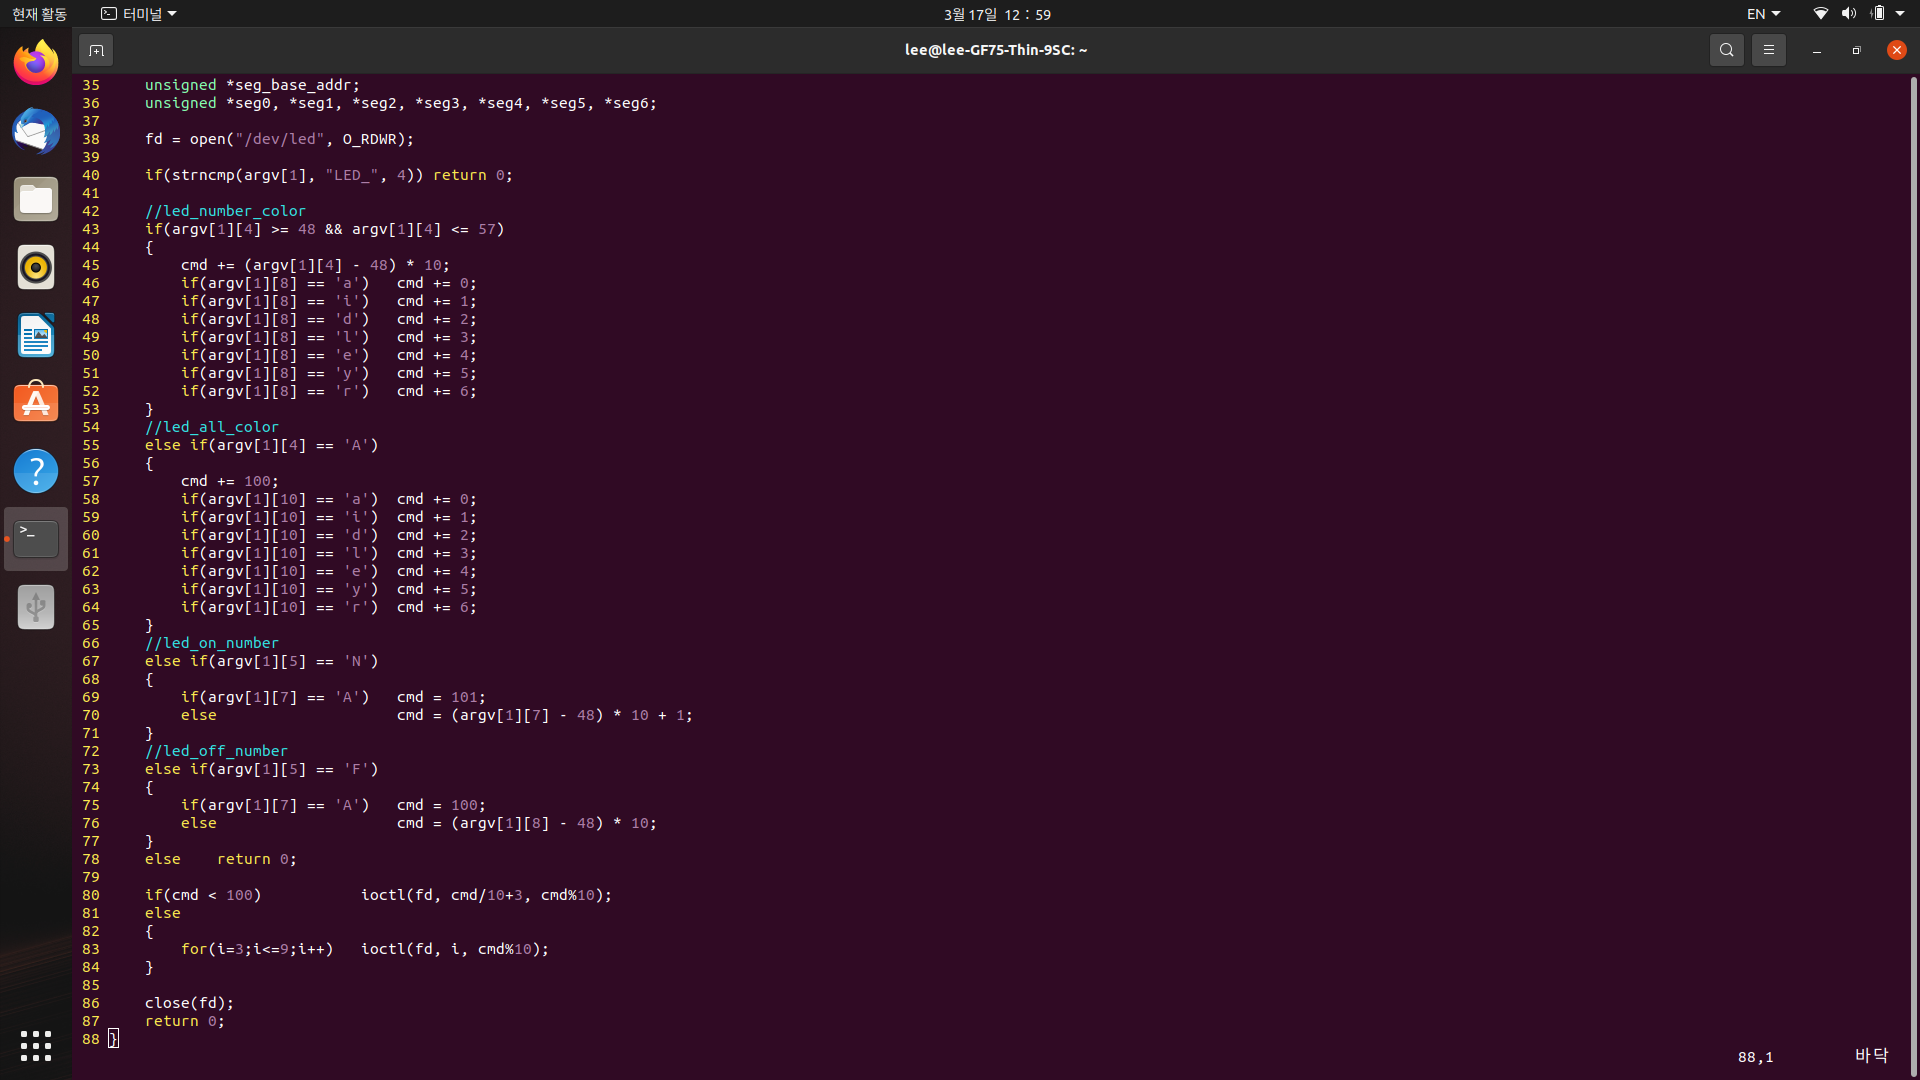 현재 활동
터미널
3월 17일 12 : 59
EN
lee@lee-GF75-Thin-9SC: ~
35     unsigned *seg_base_addr;
36     unsigned *seg0, *seg1, *seg2, *seg3, *seg4, *seg5, *seg6;
37
38     fd = open("/dev/led", O_RDWR);
39
40     if(strncmp(argv[1], "LED_", 4)) return 0;
41
42     //led_number_color
43     if(argv[1][4] >= 48 && argv[1][4] <= 57)
44     {
45         cmd += (argv[1][4] - 48) * 10;
46         if(argv[1][8] == 'a')   cmd += 0;
47         if(argv[1][8] == 'i')   cmd += 1;
48         if(argv[1][8] == 'd')   cmd += 2;
49         if(argv[1][8] == 'l')   cmd += 3;
50         if(argv[1][8] == 'e')   cmd += 4;
51         if(argv[1][8] == 'y')   cmd += 5;
52         if(argv[1][8] == 'r')   cmd += 6;
53     }
54     //led_all_color
55     else if(argv[1][4] == 'A')
56     {
57         cmd += 100;
58         if(argv[1][10] == 'a')  cmd += 0;
59         if(argv[1][10] == 'i')  cmd += 1;
60         if(argv[1][10] == 'd')  cmd += 2;
61         if(argv[1][10] == 'l')  cmd += 3;
62         if(argv[1][10] == 'e')  cmd += 4;
63         if(argv[1][10] == 'y')  cmd += 5;
64         if(argv[1][10] == 'r')  cmd += 6;
65     }
66     //led_on_number
67     else if(argv[1][5] == 'N')
68     {
69         if(argv[1][7] == 'A')   cmd = 101;
70         else                    cmd = (argv[1][7] - 48) * 10 + 1;
71     }
72     //led_off_number
73     else if(argv[1][5] == 'F')
74     {
75         if(argv[1][7] == 'A')   cmd = 100;
76         else                    cmd = (argv[1][8] - 48) * 10;
77     }
78     else    return 0;
79
80     if(cmd < 100)           ioctl(fd, cmd/10+3, cmd%10);
81     else
82     {
83         for(i=3;i<=9;i++)   ioctl(fd, i, cmd%10);
84     }
85
86     close(fd);
87     return 0;
88 }
88,1
바닥